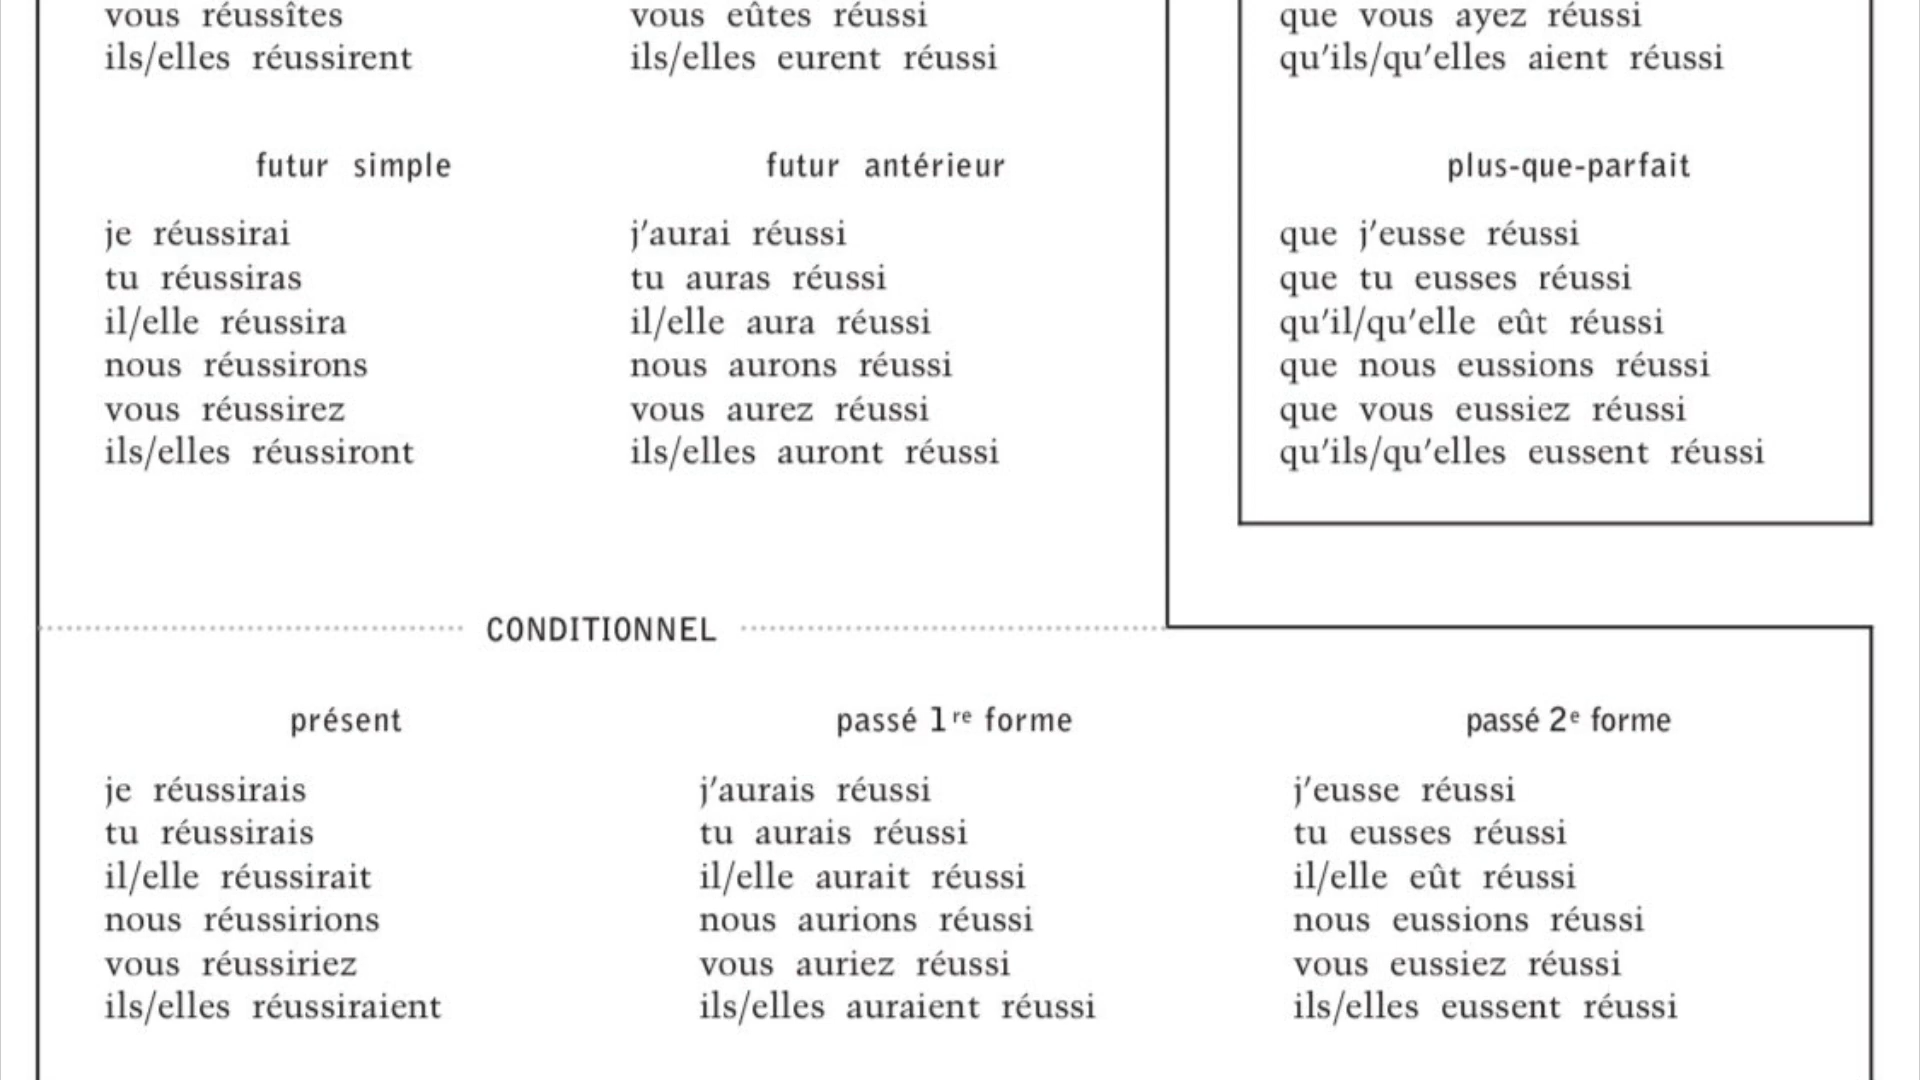 vous réussîtes
ils/elles réussirent
vous eûtes réussi
ils/elles eurent réussi
que vous ayez réussi
qu'ils/qu'elles aient réussi
futur simple
je réussirai
tu réussiras
il/elle réussira
nous réussirons
vous réussirez
ils/elles réussiront
futur antérieur
j'aurai réussi
tu auras réussi
il/elle aura réussi
nous aurons réussi
vous aurez réussi
ils/elles auront réussi
plus-que-parfait
que j'eusse réussi
que tu eusses réussi
qu'il/qu'elle eût réussi
que nous eussions réussi
que vous eussiez réussi
qu'ils/qu'elles eussent réussi
CONDITIONNEL
présent
je réussirais
tu réussirais
il/elle réussirait
nous réussirions
vous réussiriez
ils/elles réussiraient
passé 1re forme
j'aurais réussi
tu aurais réussi
il/elle aurait réussi
nous aurions réussi
vous auriez réussi
ils/elles auraient réussi
passé 2e forme
j'eusse réussi
tu eusses réussi
il/elle eût réussi
nous eussions réussi
vous eussiez réussi
ils/elles eussent réussi